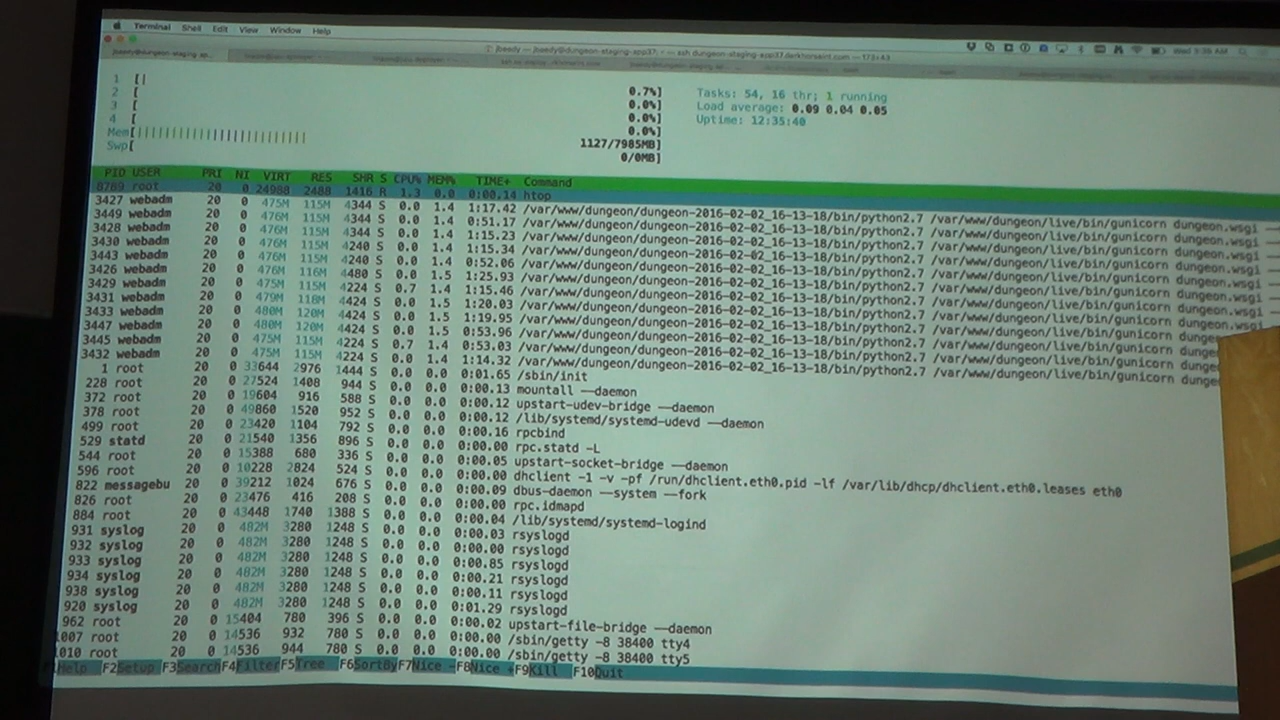 Terminal Shell Edit View Window Help
jbeedy — jbeedy@dungeon-staging-app37: ~ — ssh dungeon-staging-app37.darkhorseint.com — 172×43
1 [| 0.7%]
2 [ 0.0%]
3 [ 0.0%]
4 [ 0.0%]
Mem[ 1127/7985MB]
Swp[ 0/0MB]
Tasks: 54, 16 thr; 1 running
Load average: 0.09 0.04 0.05
Uptime: 12:35:40
PID USER PRI NI VIRT RES SHR S CPU% MEM% TIME+ Command
8769 root 20 0 24988 2488 1416 R 1.3 0.0 0:00.14 htop
3427 webadm 20 0 475M 115M 4344 S 0.0 1.4 1:17.42 /var/www/dungeon/dungeon-2016-02-02_16-13-18/bin/python2.7 /var/www/dungeon/live/bin/gunicorn dungeon.wsgi
3449 webadm 20 0 476M 115M 4344 S 0.0 1.4 0:51.17 /var/www/dungeon/dungeon-2016-02-02_16-13-18/bin/python2.7 /var/www/dungeon/live/bin/gunicorn dungeon.wsgi
3428 webadm 20 0 476M 115M 4344 S 0.0 1.4 1:15.23 /var/www/dungeon/dungeon-2016-02-02_16-13-18/bin/python2.7 /var/www/dungeon/live/bin/gunicorn dungeon.wsgi
3430 webadm 20 0 476M 115M 4240 S 0.0 1.4 1:15.34 /var/www/dungeon/dungeon-2016-02-02_16-13-18/bin/python2.7 /var/www/dungeon/live/bin/gunicorn dungeon.wsgi
3443 webadm 20 0 476M 115M 4240 S 0.0 1.4 0:52.06 /var/www/dungeon/dungeon-2016-02-02_16-13-18/bin/python2.7 /var/www/dungeon/live/bin/gunicorn dungeon.wsgi
3426 webadm 20 0 476M 116M 4480 S 0.0 1.5 1:25.93 /var/www/dungeon/dungeon-2016-02-02_16-13-18/bin/python2.7 /var/www/dungeon/live/bin/gunicorn dungeon.wsgi
3429 webadm 20 0 475M 115M 4224 S 0.7 1.4 1:15.46 /var/www/dungeon/dungeon-2016-02-02_16-13-18/bin/python2.7 /var/www/dungeon/live/bin/gunicorn dungeon.wsgi
3431 webadm 20 0 479M 118M 4424 S 0.0 1.5 1:20.03 /var/www/dungeon/dungeon-2016-02-02_16-13-18/bin/python2.7 /var/www/dungeon/live/bin/gunicorn dungeon.wsgi
3433 webadm 20 0 480M 120M 4424 S 0.0 1.5 1:19.95 /var/www/dungeon/dungeon-2016-02-02_16-13-18/bin/python2.7 /var/www/dungeon/live/bin/gunicorn dunge
3447 webadm 20 0 480M 120M 4424 S 0.0 1.5 0:53.96 /var/www/dungeon/dungeon-2016-02-02_16-13-18/bin/python2.7 /var/www/dungeon/live/bin/gunicorn dunge
3445 webadm 20 0 475M 115M 4224 S 0.7 1.4 0:53.03 /var/www/dungeon/dungeon-2016-02-02_16-13-18/bin/python2.7 /var/www/dungeon/live/bin/gunicorn dunge
3432 webadm 20 0 475M 115M 4224 S 0.0 1.4 1:14.32 /var/www/dungeon/dungeon-2016-02-02_16-13-18/bin/python2.7 /var/www/dungeon/live/bin/gunicorn dunge
1 root 20 0 33644 2976 1444 S 0.0 0.0 0:01.65 /sbin/init
228 root 20 0 27524 1408 944 S 0.0 0.0 0:00.13 mountall --daemon
372 root 20 0 19604 916 588 S 0.0 0.0 0:00.12 upstart-udev-bridge --daemon
378 root 20 0 49860 1520 952 S 0.0 0.0 0:00.12 /lib/systemd/systemd-udevd --daemon
499 root 20 0 23420 1104 792 S 0.0 0.0 0:00.16 rpcbind
529 statd 20 0 21540 1356 896 S 0.0 0.0 0:00.00 rpc.statd -L
544 root 20 0 15388 680 336 S 0.0 0.0 0:00.05 upstart-socket-bridge --daemon
596 root 20 0 10228 2824 524 S 0.0 0.0 0:00.00 dhclient -1 -v -pf /run/dhclient.eth0.pid -lf /var/lib/dhcp/dhclient.eth0.leases eth0
822 messagebu 20 0 39212 1024 676 S 0.0 0.0 0:00.09 dbus-daemon --system --fork
826 root 20 0 23476 416 208 S 0.0 0.0 0:00.00 rpc.idmapd
884 root 20 0 43448 1740 1388 S 0.0 0.0 0:00.04 /lib/systemd/systemd-logind
931 syslog 20 0 482M 3280 1248 S 0.0 0.0 0:00.03 rsyslogd
932 syslog 20 0 482M 3280 1248 S 0.0 0.0 0:00.00 rsyslogd
933 syslog 20 0 482M 3280 1248 S 0.0 0.0 0:00.85 rsyslogd
934 syslog 20 0 482M 3280 1248 S 0.0 0.0 0:00.21 rsyslogd
938 syslog 20 0 482M 3280 1248 S 0.0 0.0 0:00.11 rsyslogd
920 syslog 20 0 482M 3280 1248 S 0.0 0.0 0:01.29 rsyslogd
962 root 20 0 15404 780 396 S 0.0 0.0 0:00.02 upstart-file-bridge --daemon
1007 root 20 0 14536 932 780 S 0.0 0.0 0:00.00 /sbin/getty -8 38400 tty4
1010 root 20 0 14536 944 780 S 0.0 0.0 0:00.00 /sbin/getty -8 38400 tty5
F1Help F2Setup F3Search F4Filter F5Tree F6SortBy F7Nice - F8Nice + F9Kill F10Quit